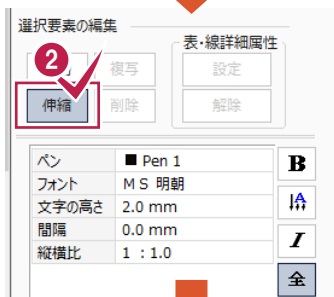 選択要素の編集
表・線詳細属性
2
複写
設定
伸縮
削除
解除
ペン ■ Pen 1
フォント ＭＳ 明朝
文字の高さ 2.0 mm
間隔 0.0 mm
縦横比 1 : 1.0
B
A
I
全